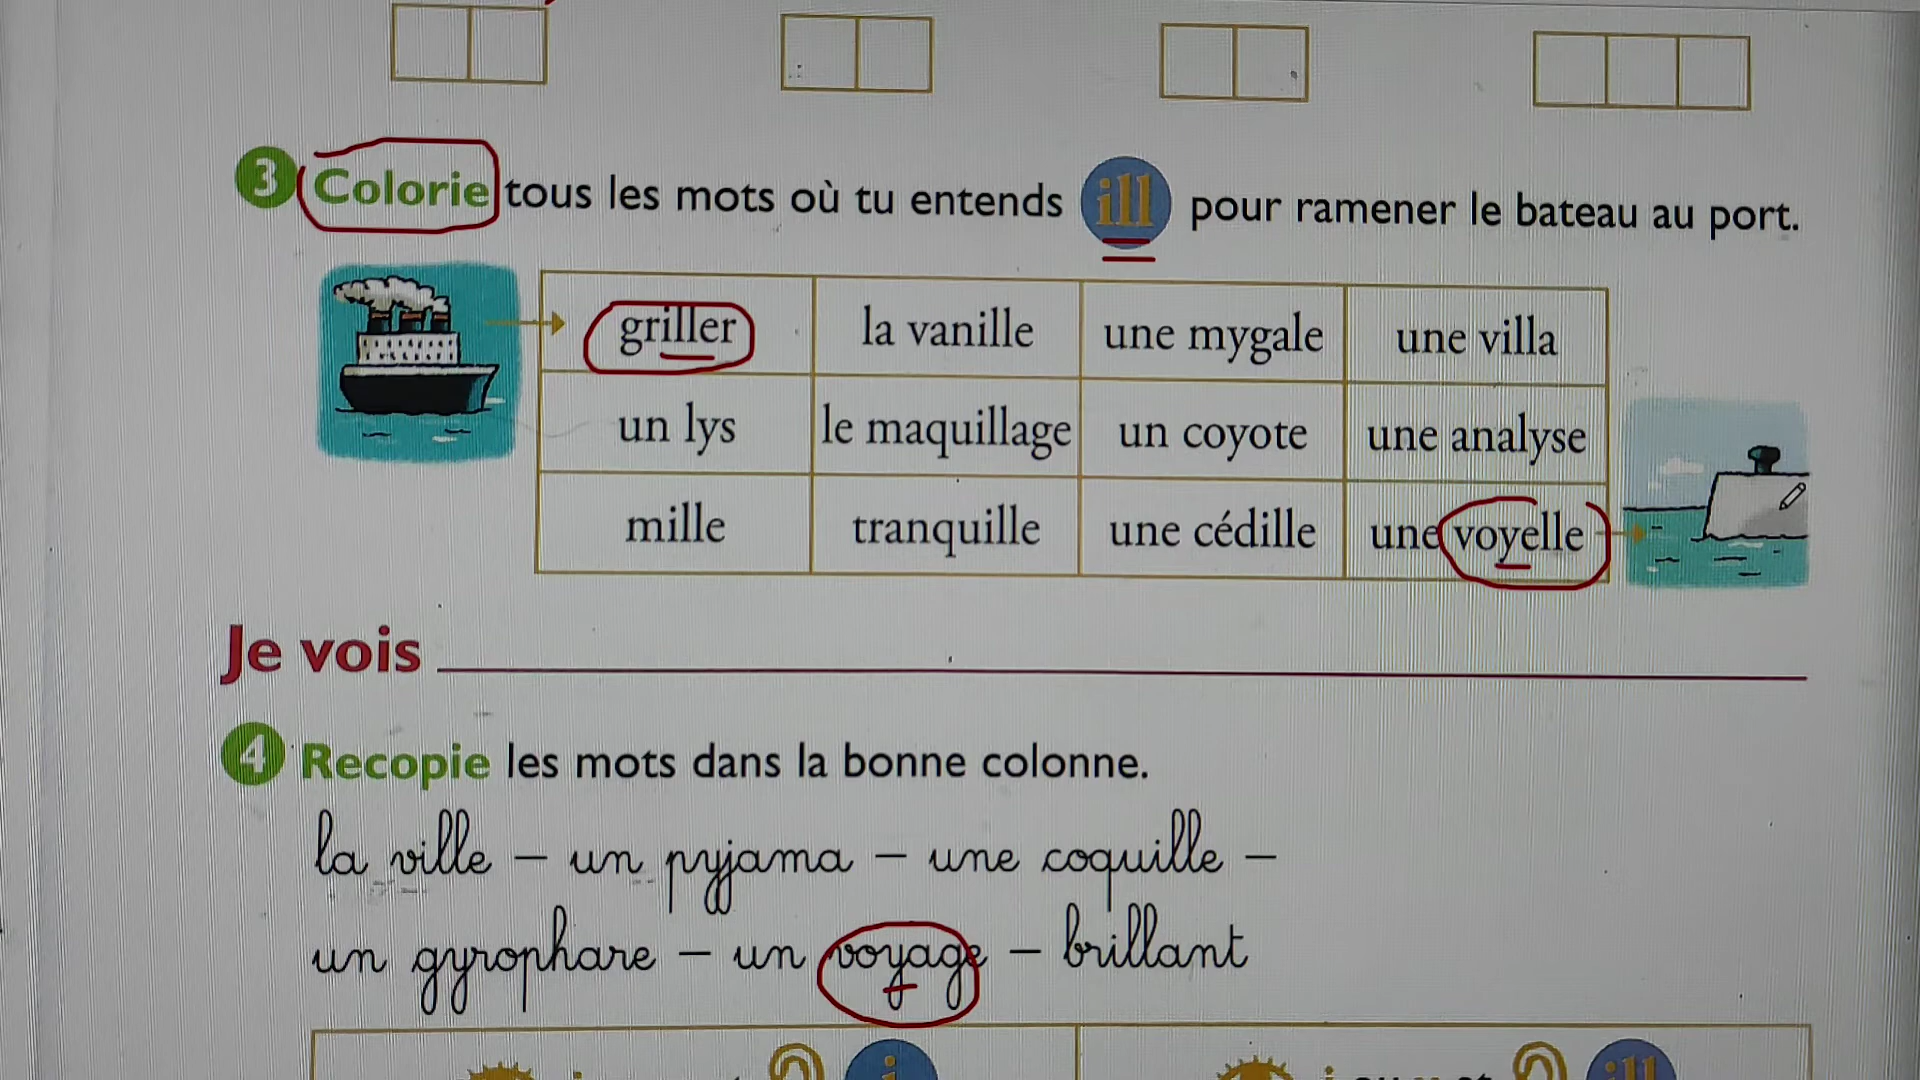 3 Colorie tous les mots où tu entends ill pour ramener le bateau au port.
griller la vanille une mygale une villa
un lys le maquillage un coyote une analyse
mille tranquille une cédille une voyelle
Je vois
4 Recopie les mots dans la bonne colonne.
la ville – un pyjama – une coquille –
un gyrophare – un voyage – brillant